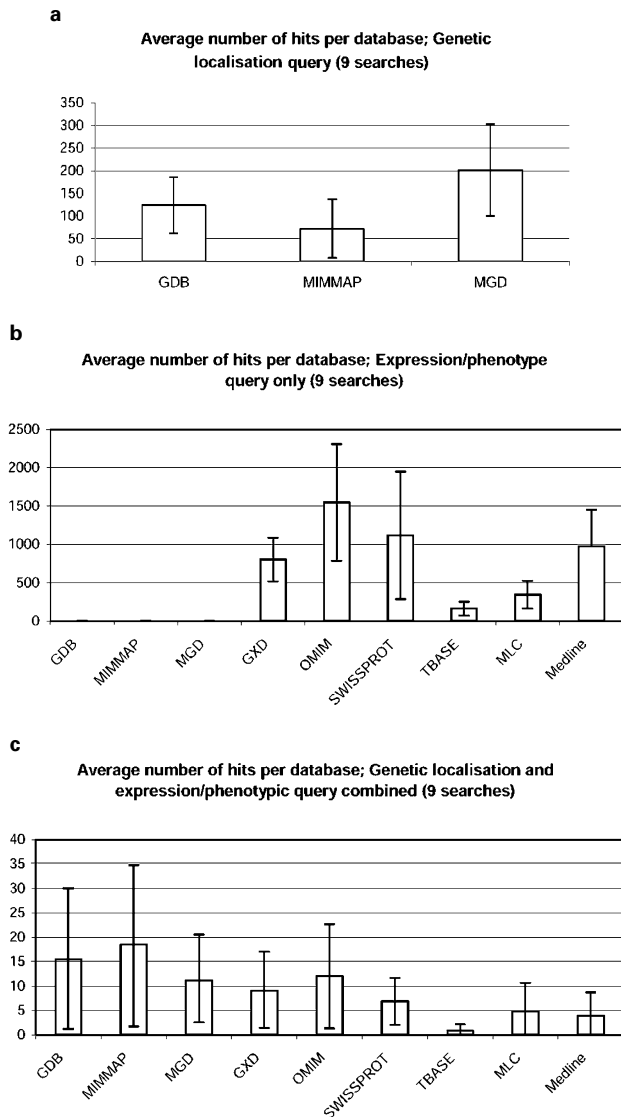 a
Average number of hits per database; Genetic
localisation query (9 searches)
350
300
250
200
150
100
50
0
GDB MIMMAP MGD
b
Average number of hits per database; Expression/phenotype
query only (9 searches)
2500
2000
1500
1000
500
0
GDB MIMMAP MGD GXD OMIM SWISSPROT TBASE MLC Medline
c
Average number of hits per database; Genetic localisation and
expression/phenotypic query combined (9 searches)
40
35
30
25
20
15
10
5
0
GDB MIMMAP MGD GXD OMIM SWISSPROT TBASE MLC Medline